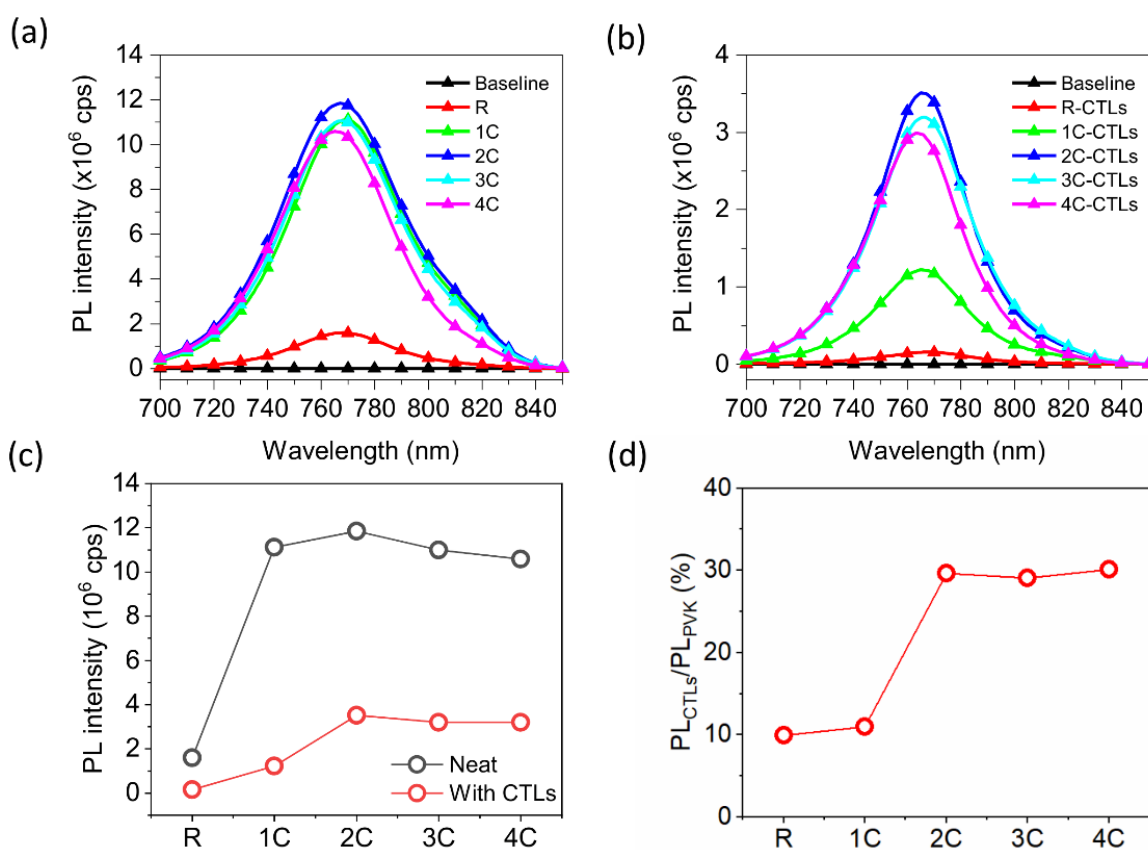 (a)
PL intensity (x10⁶ cps)
14
12
10
8
6
4
2
0
Baseline
R
1C
2C
3C
4C
700 720 740 760 780 800 820 840
Wavelength (nm)
(b)
PL intensity (x10⁶ cps)
4
3
2
1
0
Baseline
R-CTLs
1C-CTLs
2C-CTLs
3C-CTLs
4C-CTLs
700 720 740 760 780 800 820 840
Wavelength (nm)
(c)
PL intensity (10⁶ cps)
14
12
10
8
6
4
2
0
Neat
With CTLs
R 1C 2C 3C 4C
(d)
PL_CTLs/PL_PVK (%)
40
30
20
10
0
R 1C 2C 3C 4C